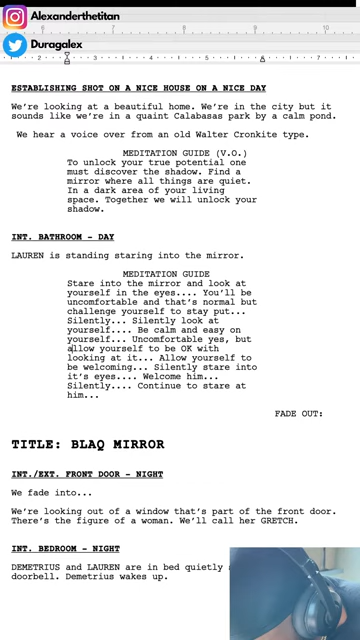 Alexanderthetitan
Duragalex
ESTABLISHING SHOT ON A NICE HOUSE ON A NICE DAY
We're looking at a beautiful home. We're in the city but it
sounds like we're in a quaint Calabasas park by a calm pond.
We hear a voice over from an old Walter Cronkite type.
MEDITATION GUIDE (V.O.)
To unlock your true potential one
must discover the shadow. Find a
mirror where all things are quiet.
In a dark area of your living
space. Together we will unlock your
shadow.
INT. BATHROOM - DAY
LAUREN is standing staring into the mirror.
MEDITATION GUIDE
Stare into the mirror and look at
yourself in the eyes.... You'll be
uncomfortable and that's normal but
challenge yourself to stay put...
Silently... Silently look at
yourself.... Be calm and easy on
yourself... Uncomfortable yes, but
allow yourself to be OK with
looking at it... Allow yourself to
be welcoming... Silently stare into
it's eyes.... Welcome him...
Silently.... Continue to stare at
him...
FADE OUT:
TITLE: BLAQ MIRROR
INT./EXT. FRONT DOOR - NIGHT
We fade into...
We're looking out of a window that's part of the front door.
There's the figure of a woman. We'll call her GRETCH.
INT. BEDROOM - NIGHT
DEMETRIUS and LAUREN are in bed quietly
doorbell. Demetrius wakes up.